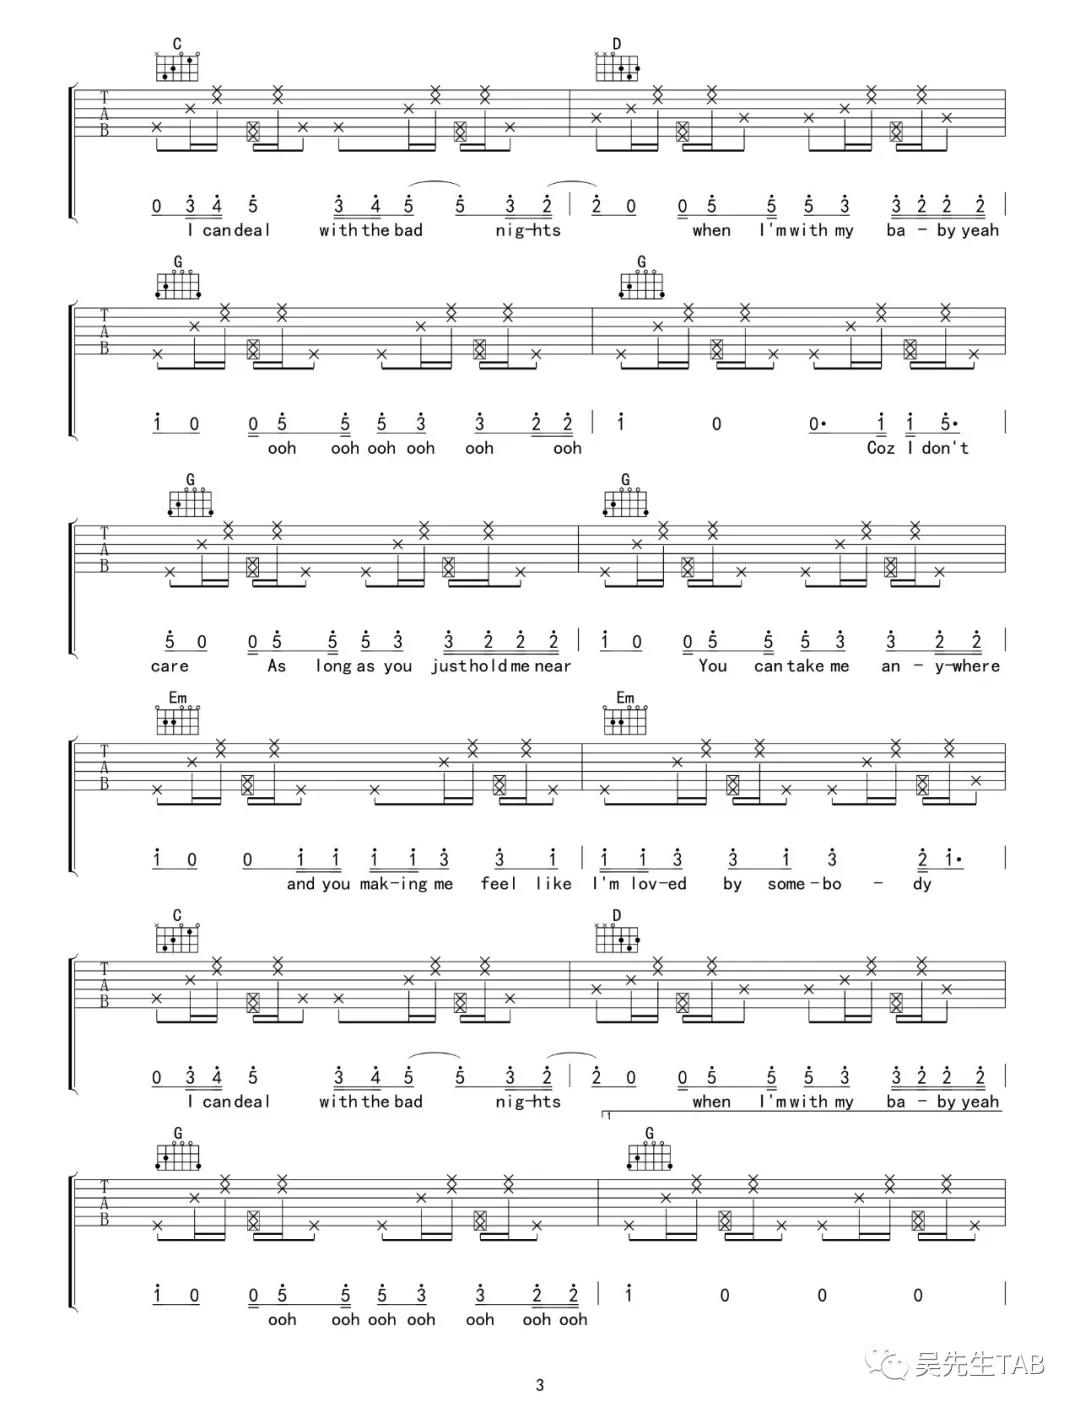 C D
T
A
B
0 3 4 5 3 4 5 5 3 2 | 2 0 0 5 5 5 3 3 2 2 2 |
I can deal with the bad nig-hts when I'm with my ba - by yeah
G G
T
A
B
1 0 0 5 5 5 3 3 2 2 | 1 0 0· 1 1 5· |
ooh ooh ooh ooh ooh ooh Coz I don't
G G
T
A
B
5 0 0 5 5 5 3 3 2 2 2 | 1 0 0 5 5 5 3 3 2 2 |
care As long as you just hold me near You can take me an - y-where
Em Em
T
A
B
1 0 0 1 1 1 1 3 3 1 | 1 1 3 3 1 3 2 1· |
and you mak-ing me feel like I'm lov-ed by some-bo - dy
C D
T
A
B
0 3 4 5 3 4 5 5 3 2 | 2 0 0 5 5 5 3 3 2 2 2 |
I can deal with the bad nig-hts when I'm with my ba - by yeah
1
G G
T
A
B
1 0 0 5 5 5 3 3 2 2 | 1 0 0 0 |
ooh ooh ooh ooh ooh ooh ooh
吴先生TAB
3